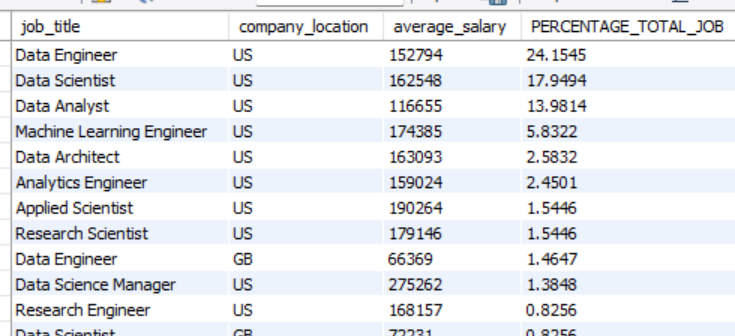 job_title company_location average_salary PERCENTAGE_TOTAL_JOB
Data Engineer US 152794 24.1545
Data Scientist US 162548 17.9494
Data Analyst US 116655 13.9814
Machine Learning Engineer US 174385 5.8322
Data Architect US 163093 2.5832
Analytics Engineer US 159024 2.4501
Applied Scientist US 190264 1.5446
Research Scientist US 179146 1.5446
Data Engineer GB 66369 1.4647
Data Science Manager US 275262 1.3848
Research Engineer US 168157 0.8256
Data Scientist GB 72231 0.8256